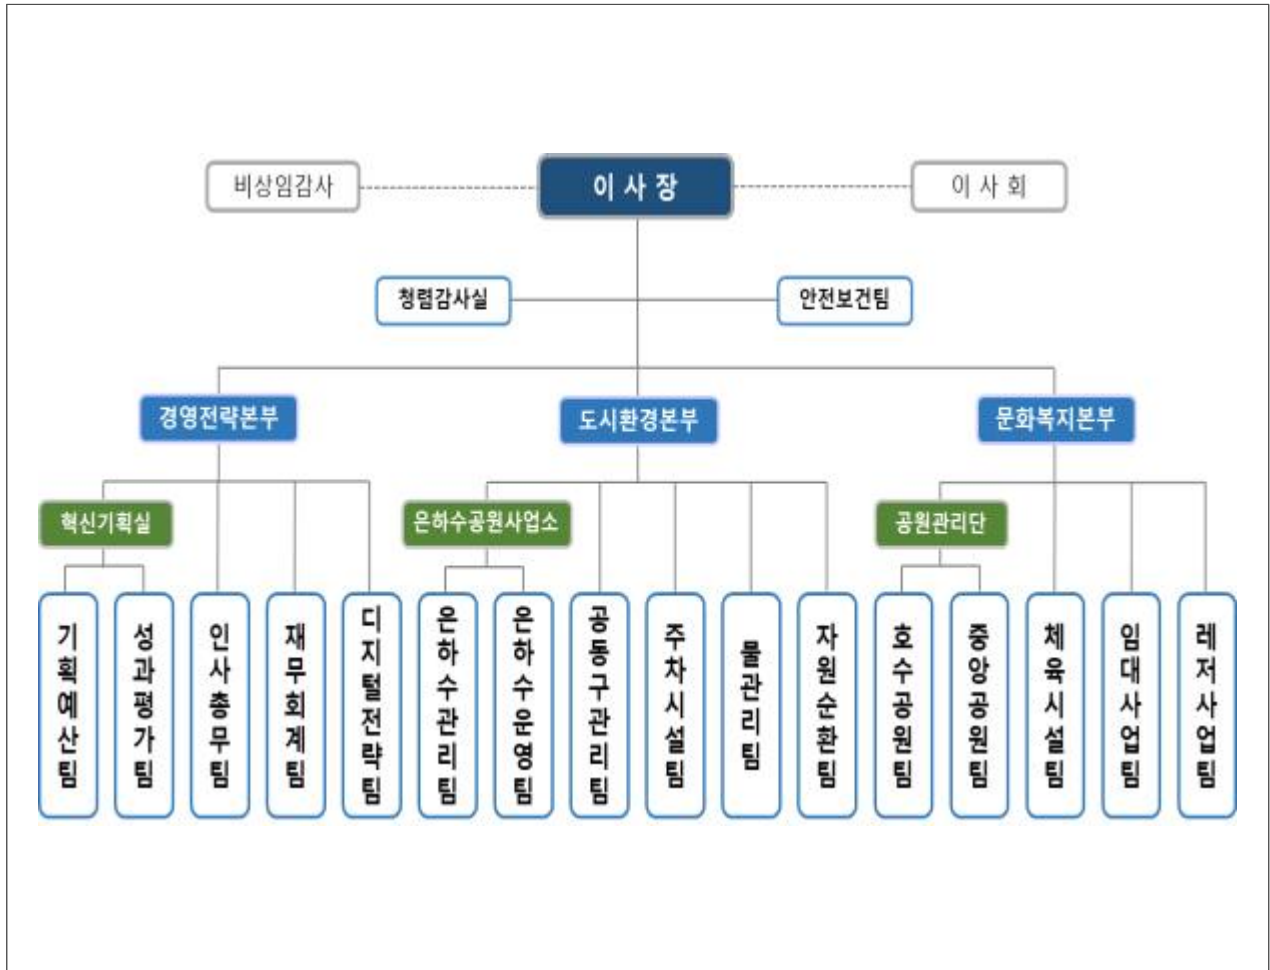 비상임감사
이 사 장
이 사 회
청렴감사실
안전보건팀
경영전략본부
도시환경본부
문화복지본부
혁신기획실
은하수공원사업소
공원관리단
기획예산팀
성과평가팀
인사총무팀
재무회계팀
디지털전략팀
은하수관리팀
은하수운영팀
공동구관리팀
주차시설팀
물관리팀
자원순환팀
호수공원팀
중앙공원팀
체육시설팀
임대사업팀
레저사업팀